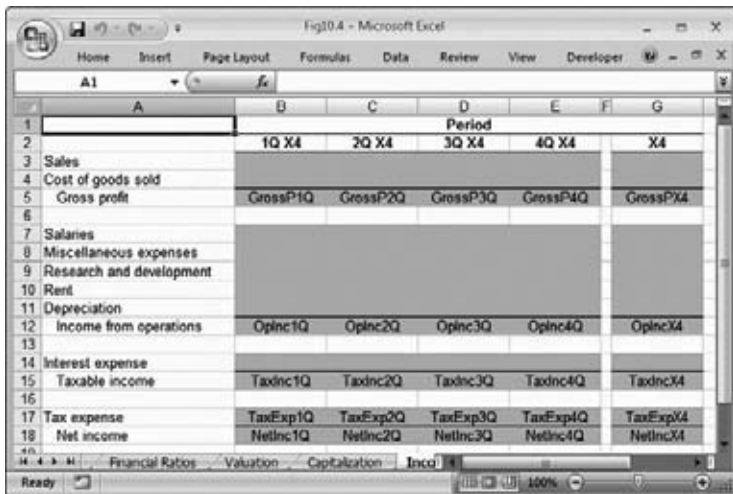 Fig10.4 - Microsoft Excel
Home Insert Page Layout Formulas Data Review View Developer
A1 fx
A B C D E F G
1 Period
2 1Q X4 2Q X4 3Q X4 4Q X4 X4
3 Sales
4 Cost of goods sold
5 Gross profit GrossP1Q GrossP2Q GrossP3Q GrossP4Q GrossPX4
6
7 Salaries
8 Miscellaneous expenses
9 Research and development
10 Rent
11 Depreciation
12 Income from operations OpInc1Q OpInc2Q OpInc3Q OpInc4Q OpIncX4
13
14 Interest expense
15 Taxable income TaxInc1Q TaxInc2Q TaxInc3Q TaxInc4Q TaxIncX4
16
17 Tax expense TaxExp1Q TaxExp2Q TaxExp3Q TaxExp4Q TaxExpX4
18 Net income NetInc1Q NetInc2Q NetInc3Q NetInc4Q NetIncX4
Financial Ratios Valuation Capitalization
Ready 100%